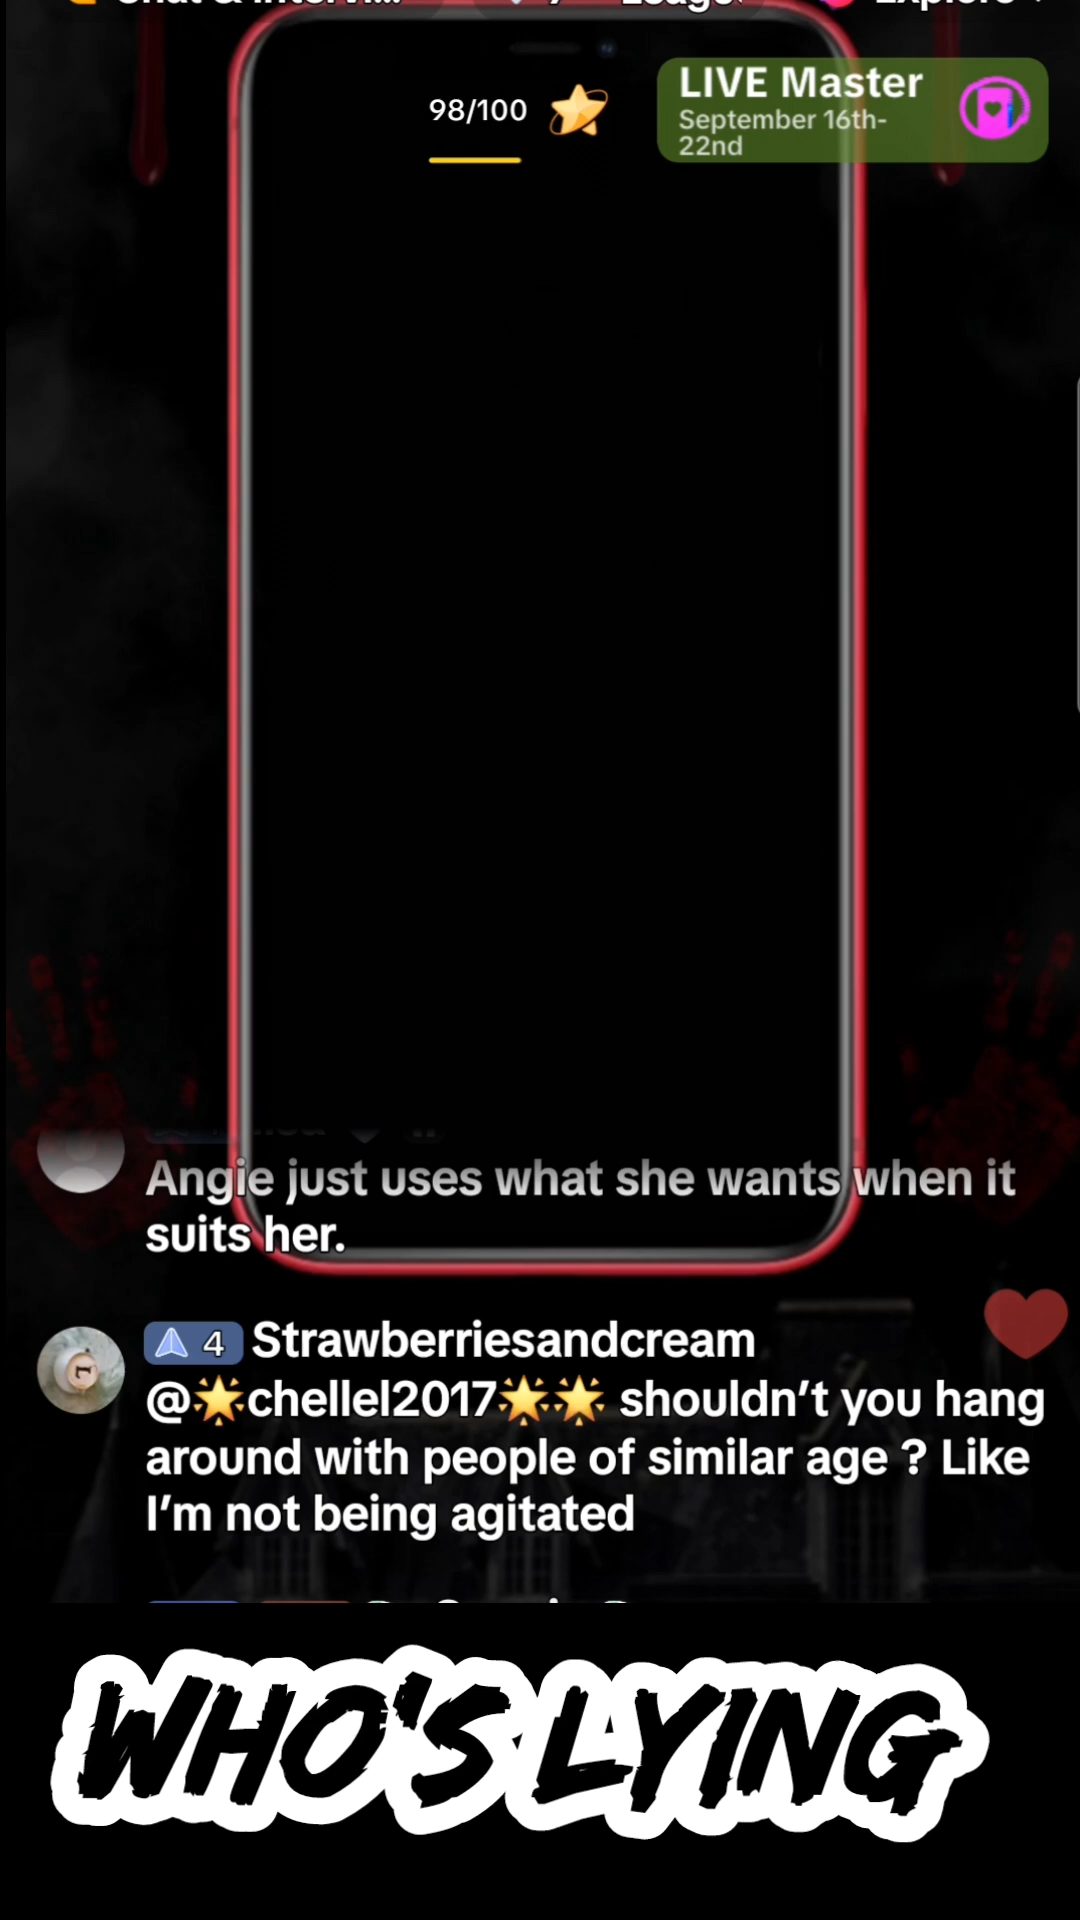 98/100
LIVE Master
September 16th-
22nd
Angie just uses what she wants when it
suits her.
4 Strawberriesandcream
@🌟chellel2017🌟🌟 shouldn’t you hang
around with people of similar age ? Like
I’m not being agitated
WHO'S LYING